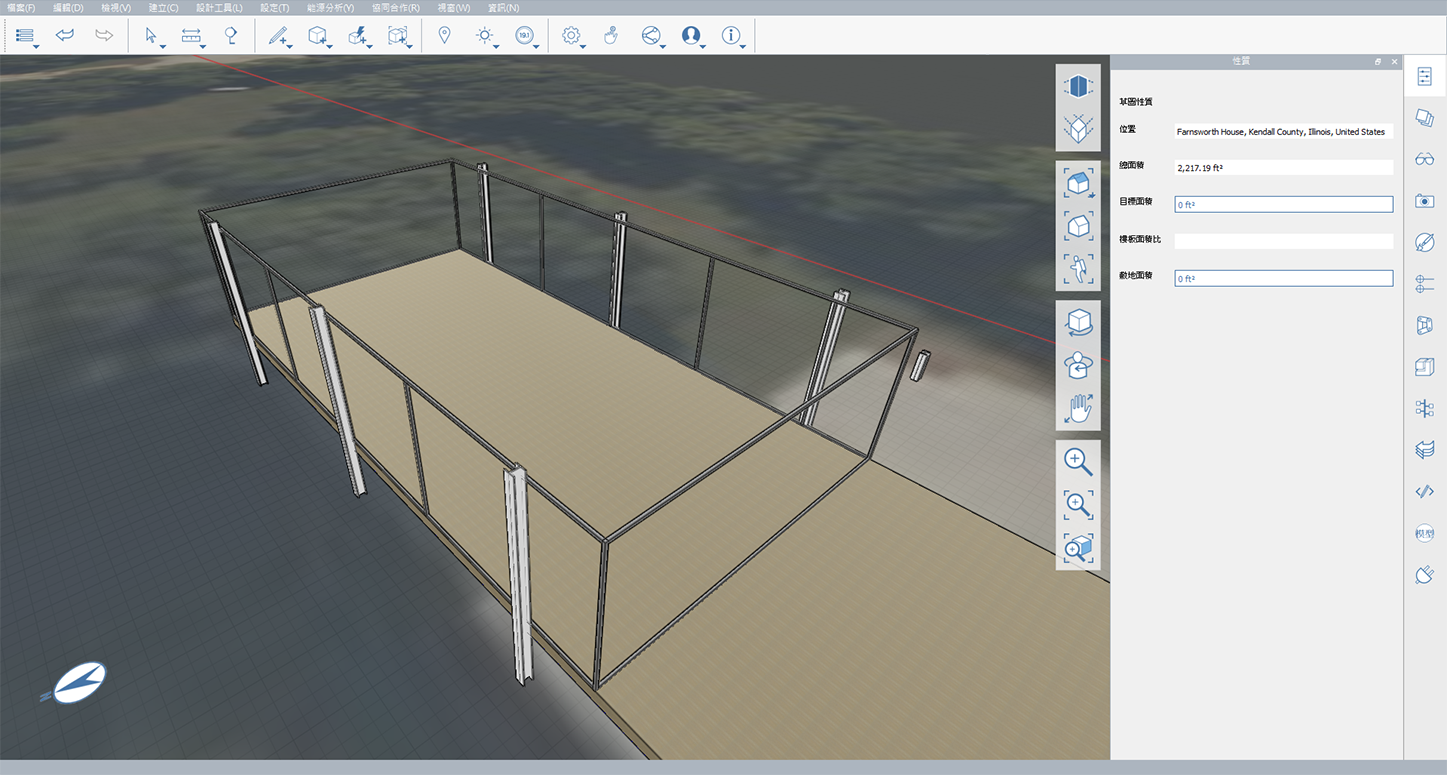 檔案(F) 編輯(D) 檢視(V) 建立(C) 設計工具(L) 設定(T) 能源分析(Y) 協同合作(R) 視窗(W) 資訊(N)
19.1
性質
草圖性質
位置 Farnsworth House, Kendall County, Illinois, United States
總面積 2,217.19 ft²
目標面積 0 ft²
樓板面積比
敷地面積 0 ft²
模型